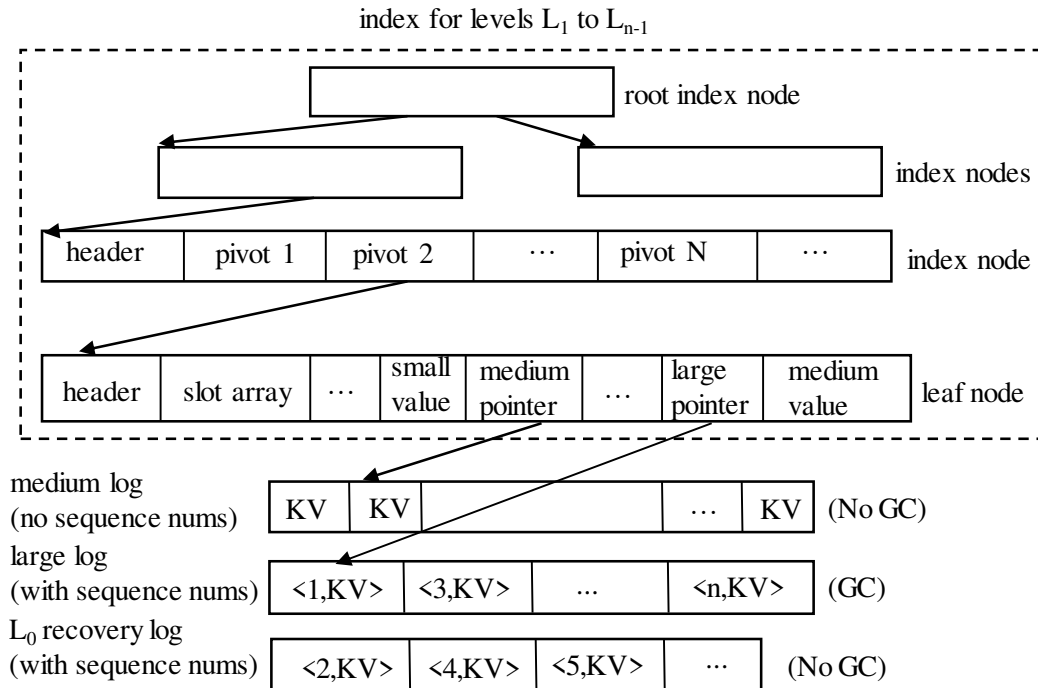 index for levels L1 to Ln-1
root index node
index nodes
header pivot 1 pivot 2 ... pivot N ...
index node
header slot array ... small value medium pointer ... large pointer medium value
leaf node
medium log
(no sequence nums)
KV KV ... KV
(No GC)
large log
(with sequence nums)
<1,KV> <3,KV> ... <n,KV>
(GC)
L0 recovery log
(with sequence nums)
<2,KV> <4,KV> <5,KV> ...
(No GC)